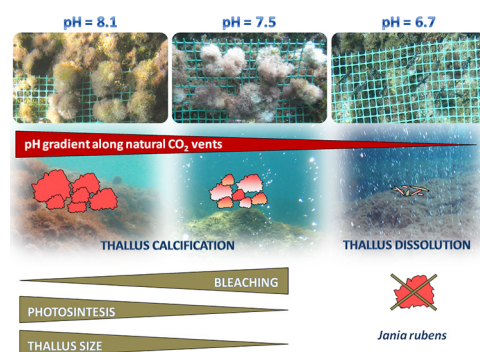 pH = 8.1
pH = 7.5
pH = 6.7
pH gradient along natural CO₂ vents
THALLUS CALCIFICATION
THALLUS DISSOLUTION
BLEACHING
PHOTOSINTESIS
THALLUS SIZE
Jania rubens